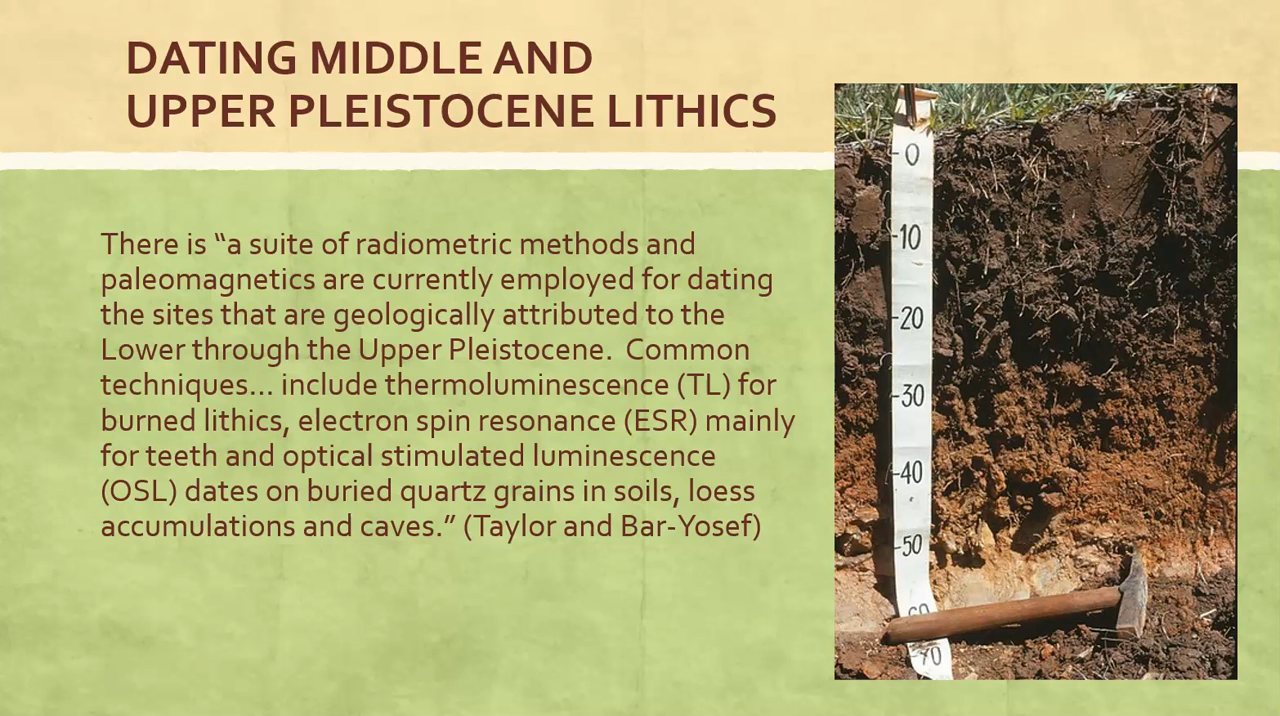 DATING MIDDLE AND
UPPER PLEISTOCENE LITHICS
There is “a suite of radiometric methods and
paleomagnetics are currently employed for dating
the sites that are geologically attributed to the
Lower through the Upper Pleistocene.  Common
techniques... include thermoluminescence (TL) for
burned lithics, electron spin resonance (ESR) mainly
for teeth and optical stimulated luminescence
(OSL) dates on buried quartz grains in soils, loess
accumulations and caves.” (Taylor and Bar-Yosef)
0
10
20
30
40
50
60
70